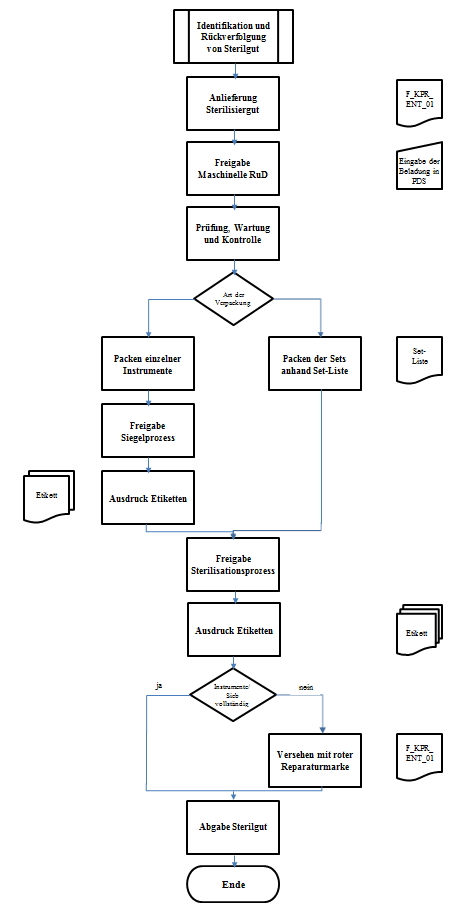 Identifikation und
Rückverfolgung
von Sterilgut
Anlieferung
Sterilisiergut
F_KPR_
ENT_01
Freigabe
Maschinelle RuD
Eingabe der
Beladung in
PDS
Prüfung, Wartung
und Kontrolle
Art der
Verpackung
Packen einzelner
Instrumente
Packen der Sets
anhand Set-Liste
Set-
Liste
Freigabe
Siegelprozess
Etikett
Ausdruck Etiketten
Freigabe
Sterilisationsprozess
Ausdruck Etiketten
Etikett
ja
Instrumente/
Sieb
vollständig
nein
Versehen mit roter
Reparaturmarke
F_KPR_
ENT_01
Abgabe Sterilgut
Ende